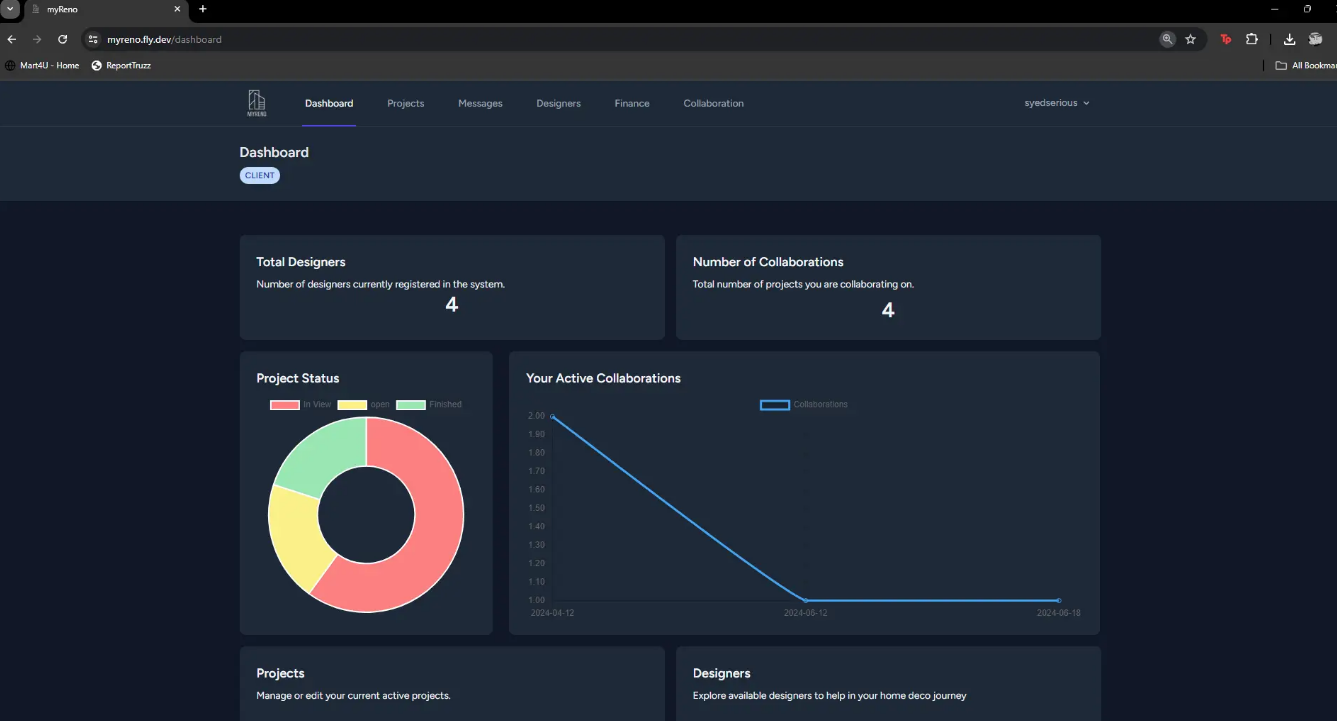 myReno
myreno.fly.dev/dashboard
Mart4U - Home
ReportTruzz
All Bookmar
MYRENO
Dashboard
Projects
Messages
Designers
Finance
Collaboration
syedserious
Dashboard
CLIENT
Total Designers
Number of designers currently registered in the system.
4
Number of Collaborations
Total number of projects you are collaborating on.
4
Project Status
In View
open
Finished
Your Active Collaborations
Collaborations
2.00
1.90
1.80
1.70
1.60
1.50
1.40
1.30
1.20
1.10
1.00
2024-04-12
2024-06-12
2024-06-18
Projects
Manage or edit your current active projects.
Designers
Explore available designers to help in your home deco journey